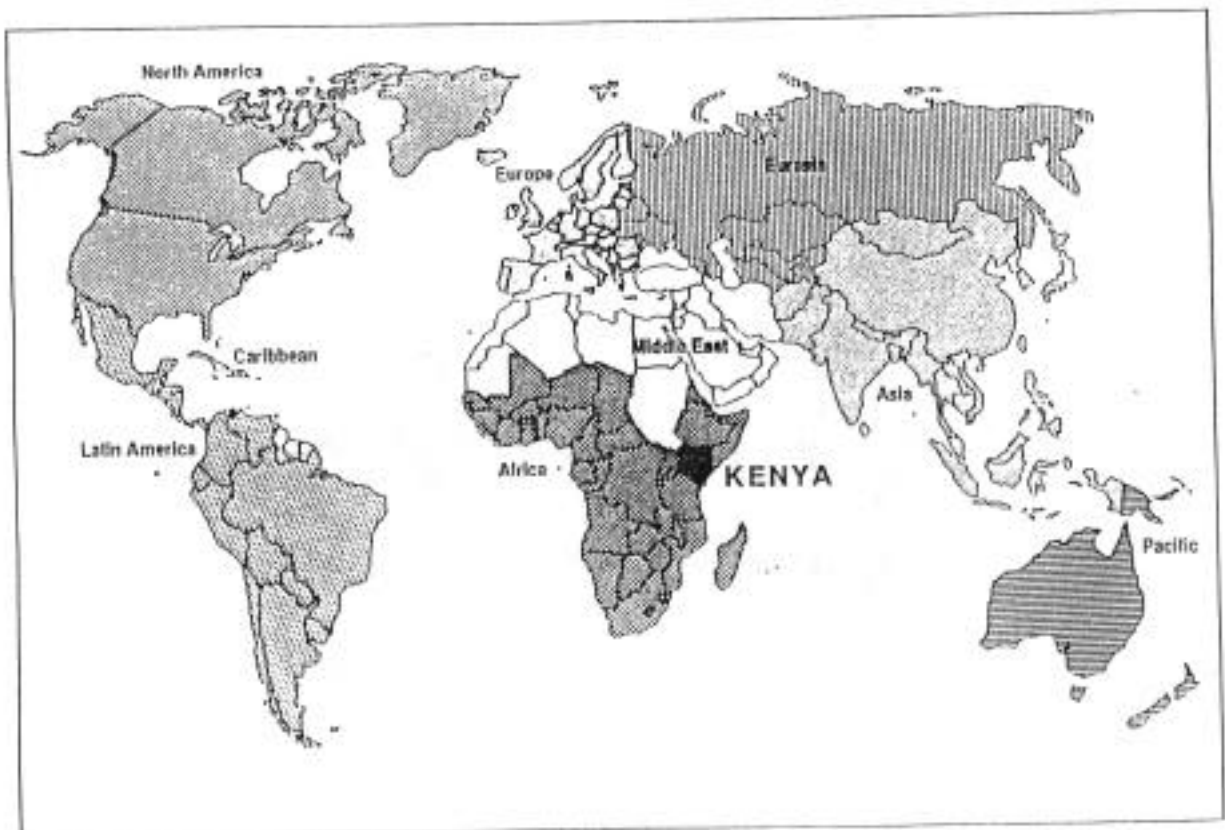 North America
Europe
Eurasia
Caribbean
Middle East
Asia
Latin America
Africa
KENYA
Pacific